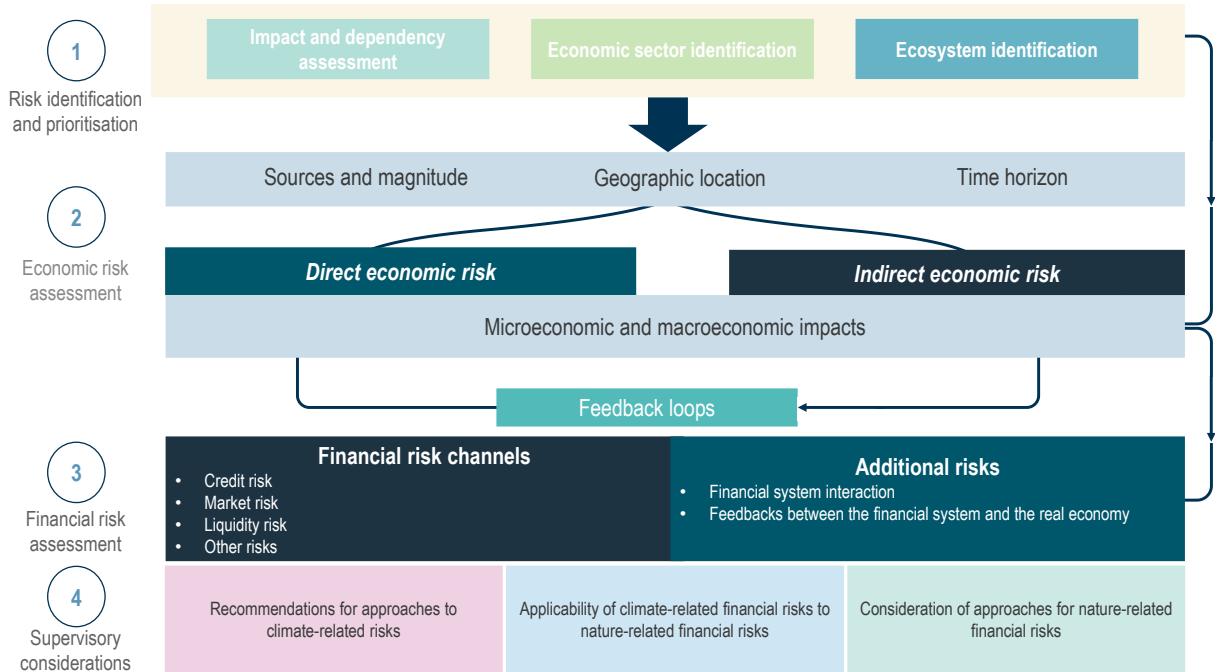 1
Risk identification
and prioritisation
Impact and dependency
assessment
Economic sector identification
Ecosystem identification
2
Economic risk
assessment
Sources and magnitude
Geographic location
Time horizon
Direct economic risk
Indirect economic risk
Microeconomic and macroeconomic impacts
Feedback loops
3
Financial risk
assessment
Financial risk channels
• Credit risk
• Market risk
• Liquidity risk
• Other risks
Additional risks
• Financial system interaction
• Feedbacks between the financial system and the real economy
4
Supervisory
considerations
Recommendations for approaches to
climate-related risks
Applicability of climate-related financial risks to
nature-related financial risks
Consideration of approaches for nature-related
financial risks